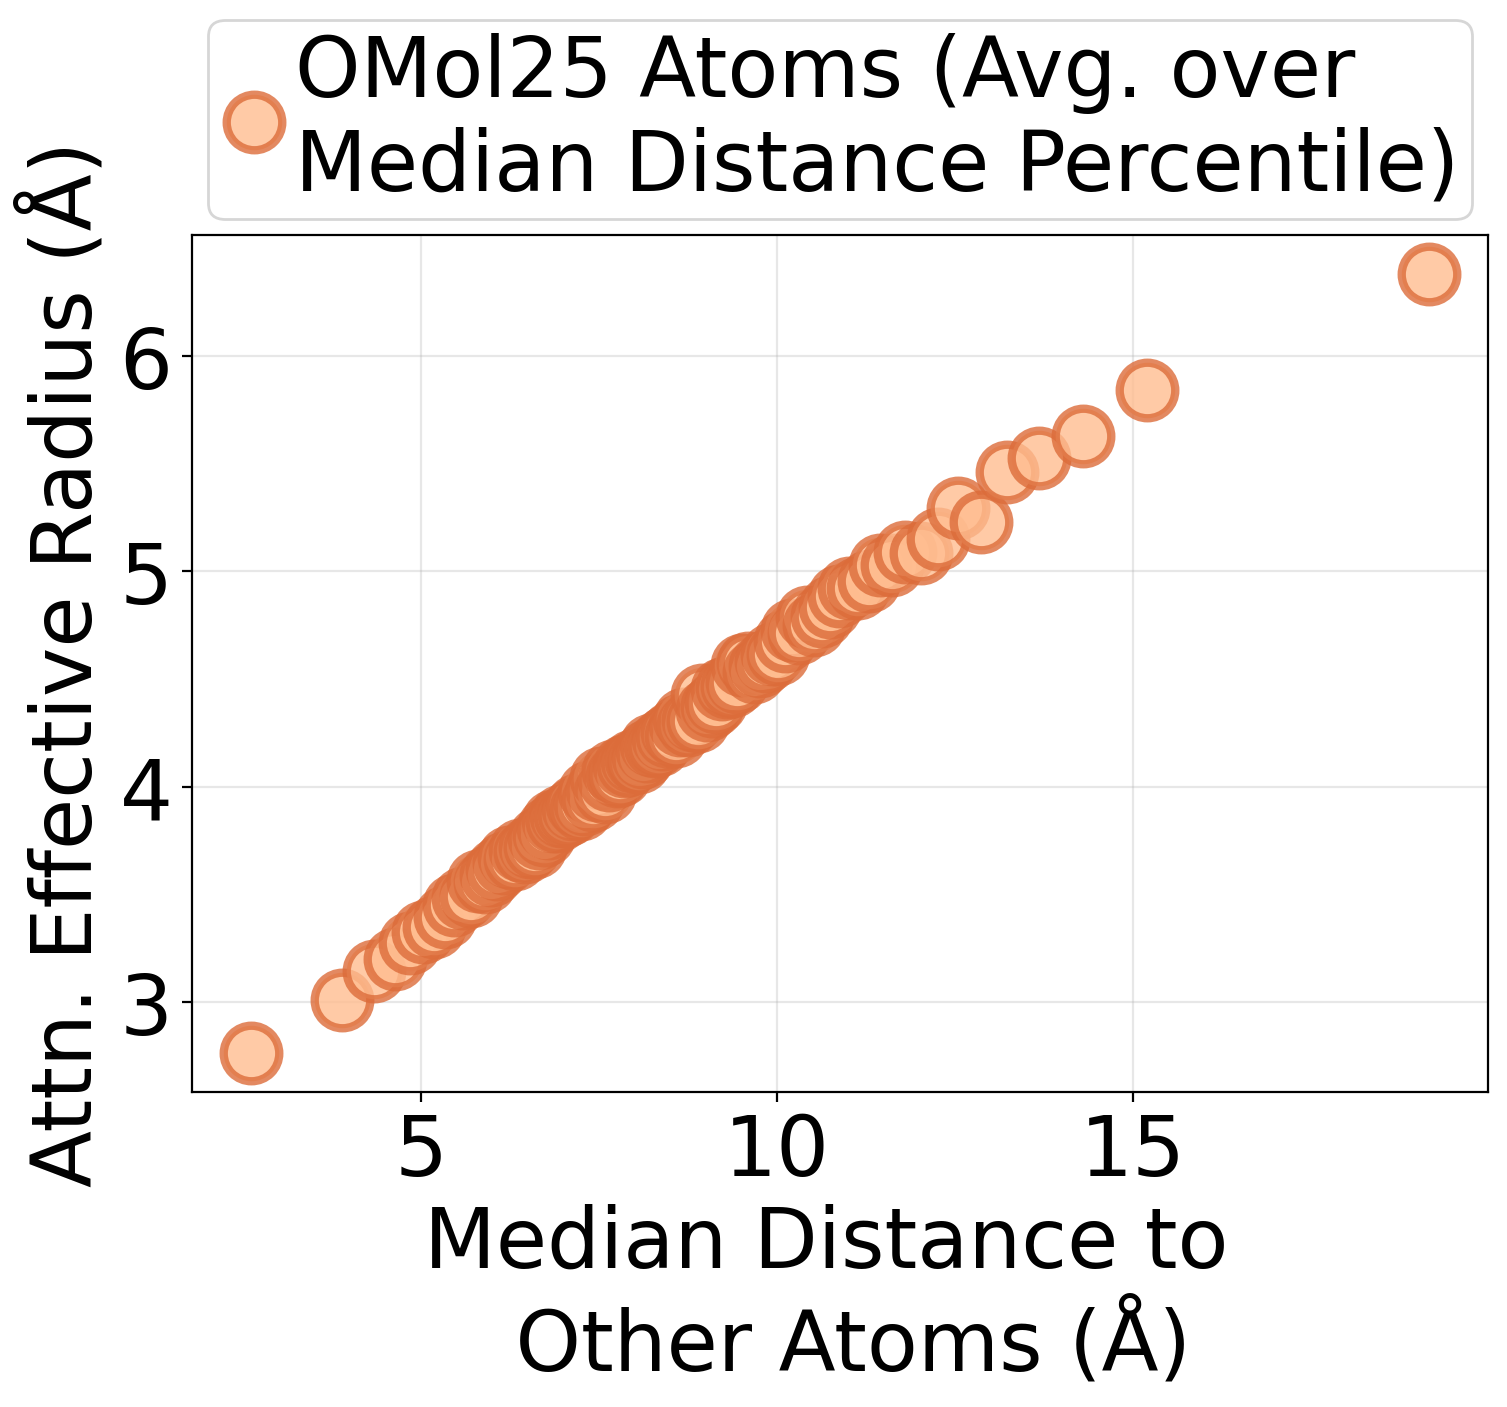 OMol25 Atoms (Avg. over
Median Distance Percentile)
Attn. Effective Radius (Å)
6
5
4
3
5
10
15
Median Distance to
Other Atoms (Å)